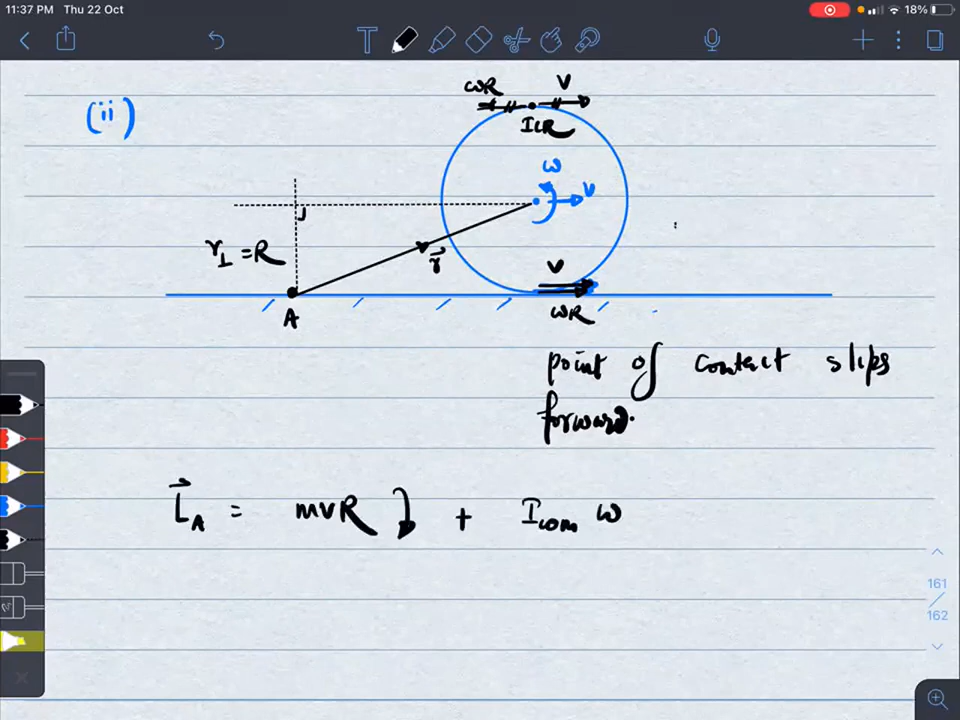 11:37 PM Thu 22 Oct
18%
(ii)
ωR V
ICR
ω
V
r⊥ = R
r⃗
V
A
ωR
point of contact slips
forward.
L⃗_A = mvR ⤵ + I_com ω
161
162